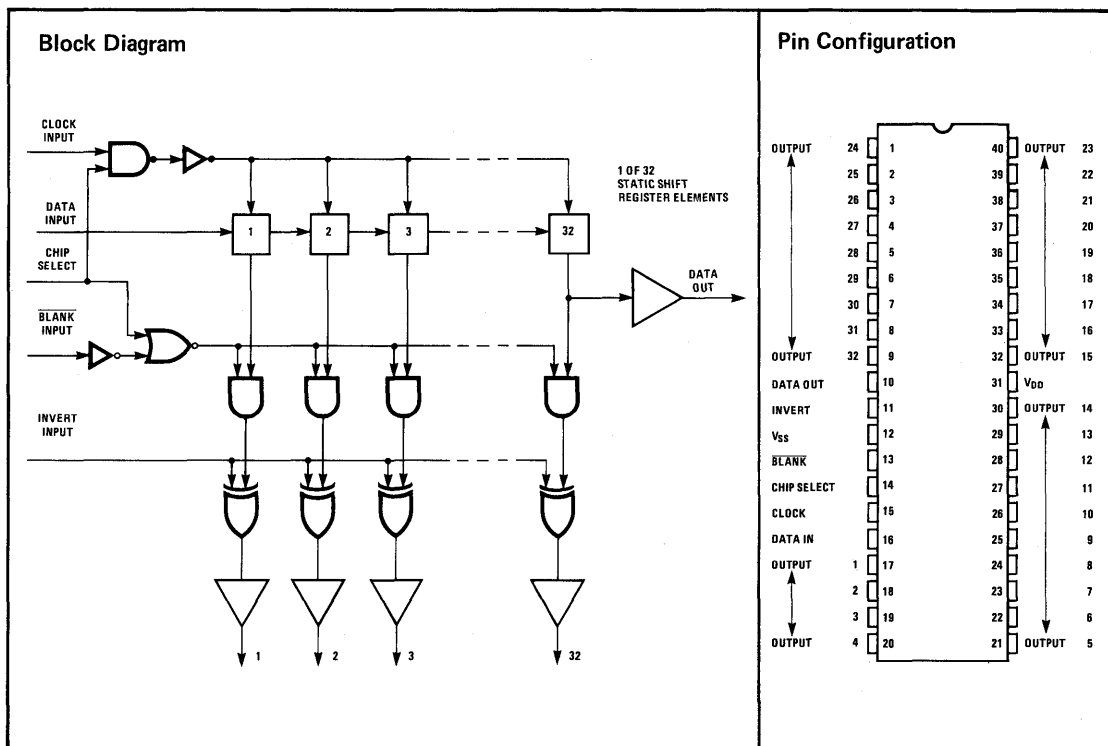 Block Diagram
CLOCK
INPUT
DATA
INPUT
CHIP
SELECT
BLANK
INPUT
INVERT
INPUT
1 OF 32
STATIC SHIFT
REGISTER ELEMENTS
1 2 3 32
DATA
OUT
1 2 3 32
Pin Configuration
OUTPUT 24 1 40 OUTPUT 23
25 2 39 22
26 3 38 21
27 4 37 20
28 5 36 19
29 6 35 18
30 7 34 17
31 8 33 16
OUTPUT 32 9 32 OUTPUT 15
DATA OUT 10 31 VDD
INVERT 11 30 OUTPUT 14
VSS 12 29 13
BLANK 13 28 12
CHIP SELECT 14 27 11
CLOCK 15 26 10
DATA IN 16 25 9
OUTPUT 1 17 24 8
2 18 23 7
3 19 22 6
OUTPUT 4 20 21 OUTPUT 5